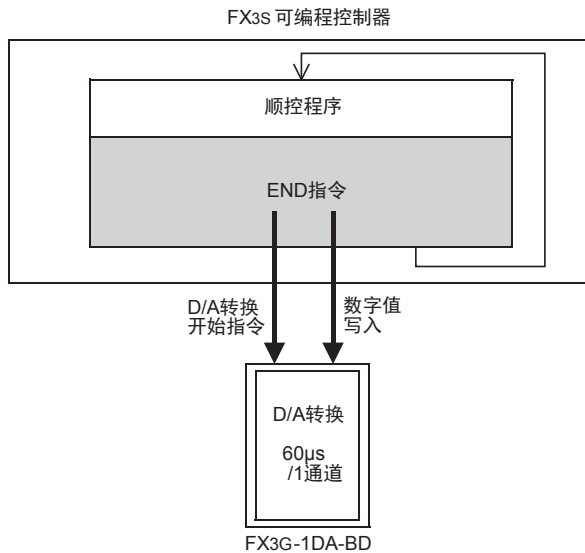 FX3S 可编程控制器
顺控程序
END指令
D/A转换
开始指令
数字值
写入
D/A转换
60μs
/1通道
FX3G-1DA-BD